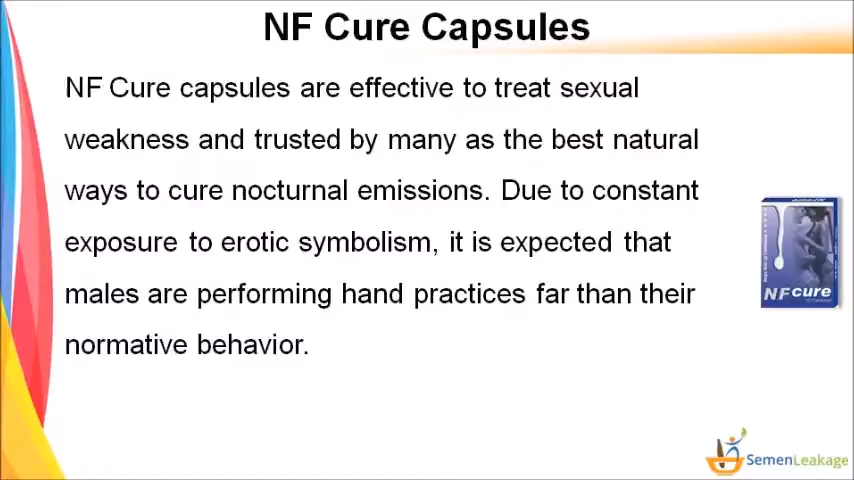 NF Cure Capsules
NF Cure capsules are effective to treat sexual
weakness and trusted by many as the best natural
ways to cure nocturnal emissions. Due to constant
exposure to erotic symbolism, it is expected that
males are performing hand practices far than their
normative behavior.
NFcure
SemenLeakage